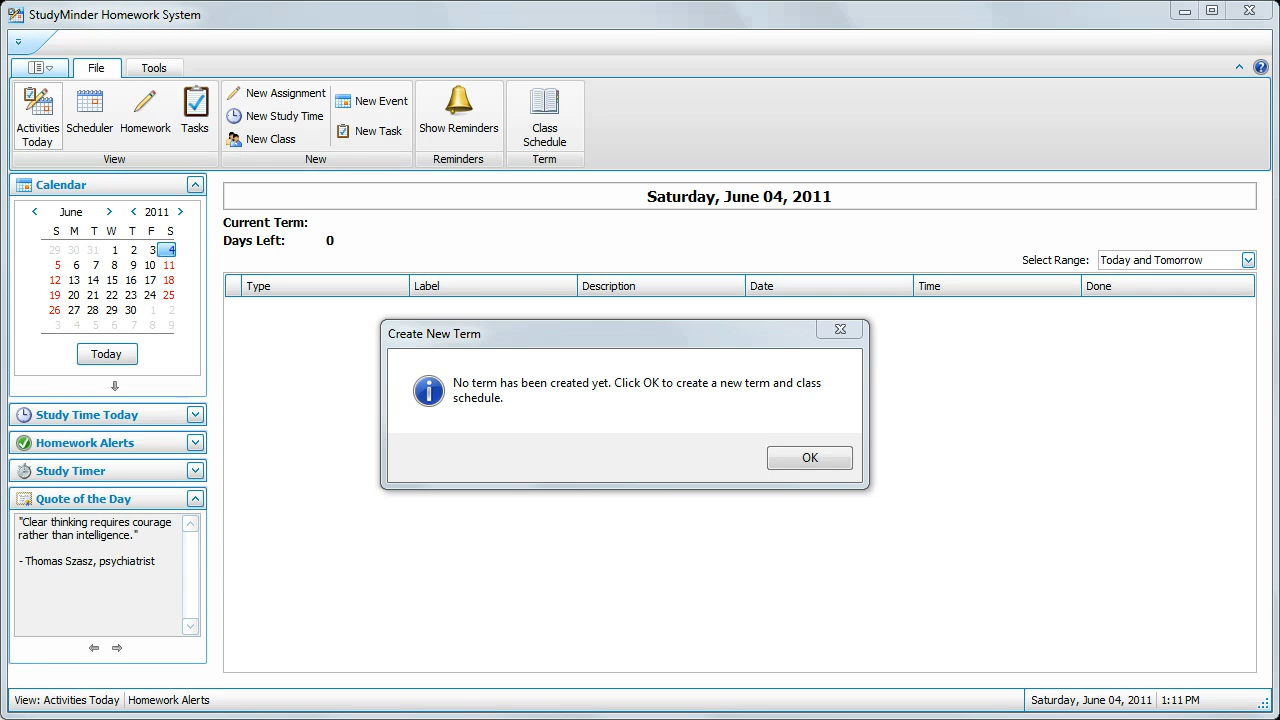 StudyMinder Homework System
File Tools
Activities Today
Scheduler
Homework
Tasks
View
New Assignment
New Study Time
New Class
New Event
New Task
New
Show Reminders
Reminders
Class Schedule
Term
Calendar
June 2011
S M T W T F S
29 30 31 1 2 3 4
5 6 7 8 9 10 11
12 13 14 15 16 17 18
19 20 21 22 23 24 25
26 27 28 29 30 1 2
3 4 5 6 7 8 9
Today
Study Time Today
Homework Alerts
Study Timer
Quote of the Day
"Clear thinking requires courage
rather than intelligence."
- Thomas Szasz, psychiatrist
Saturday, June 04, 2011
Current Term:
Days Left: 0
Select Range: Today and Tomorrow
Type Label Description Date Time Done
Create New Term
No term has been created yet. Click OK to create a new term and class
schedule.
OK
View: Activities Today Homework Alerts Saturday, June 04, 2011 1:11 PM